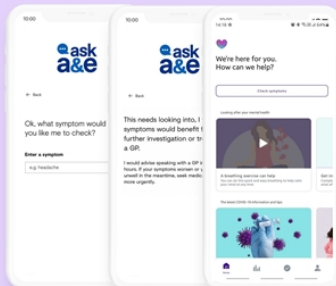 10:00
ask
a&e
← Back
Ok, what symptom would
you like me to check?
Enter a symptom
e.g. headache
10:00
ask
a&e
← Back
This needs looking into, I
symptoms would benefit f
further investigation or tr
a GP.
I would advise speaking with a GP i
hours. If your symptoms worsen or y
unwell in the meantime, seek medic
more urgently.
We're here for you.
How can we help?
Check symptoms
Looking after your mental health
A breathing exercise can help
The latest COVID-19 information and tips